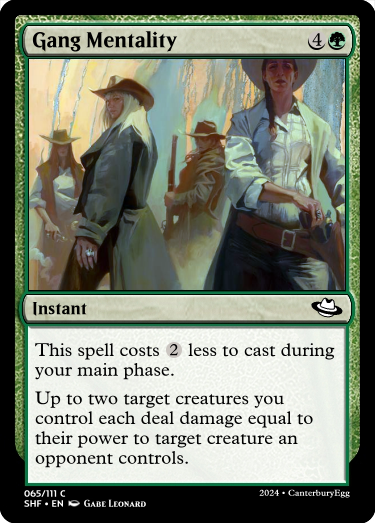 Gang Mentality 4
Instant
This spell costs 2 less to cast during
your main phase.
Up to two target creatures you
control each deal damage equal to
their power to target creature an
opponent controls.
065/111 C
SHF • EN Gabe Leonard
2024 • CanterburyEgg